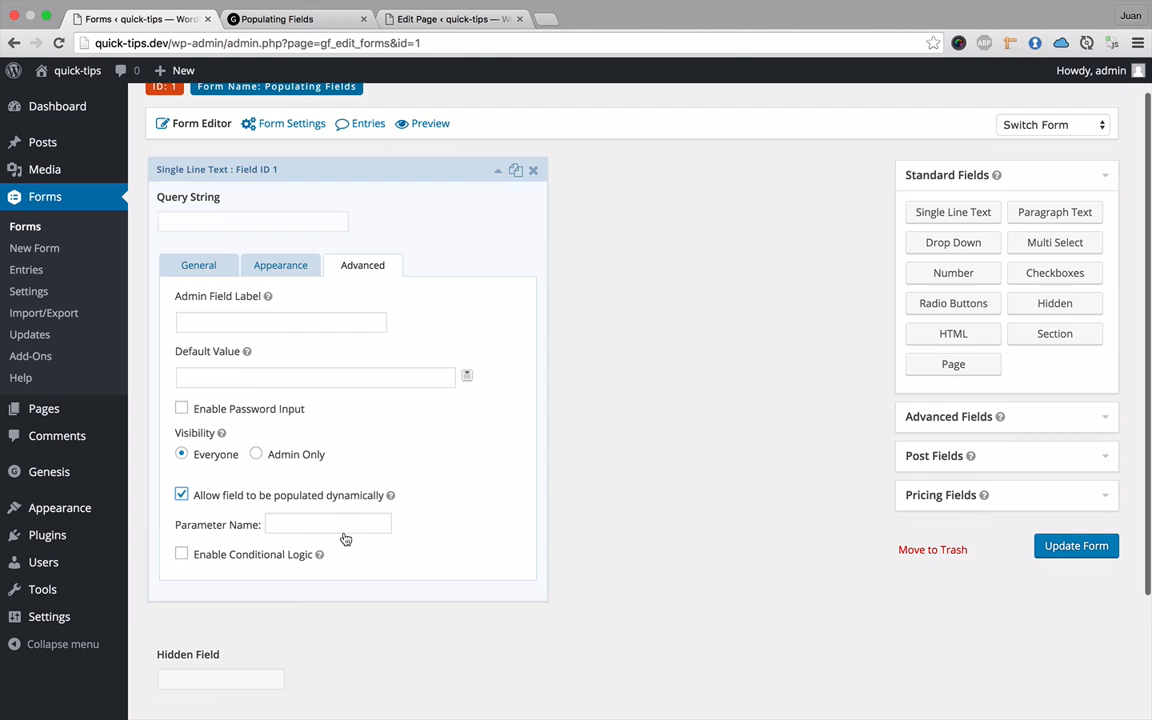 Forms ‹ quick-tips — Word
Populating Fields
Edit Page ‹ quick-tips — W
Juan
quick-tips.dev/wp-admin/admin.php?page=gf_edit_forms&id=1
ABP
js
quick-tips
0
New
Howdy, admin
ID: 1
Form Name: Populating Fields
Form Editor
Form Settings
Entries
Preview
Switch Form
Dashboard
Posts
Media
Forms
Forms
New Form
Entries
Settings
Import/Export
Updates
Add-Ons
Help
Pages
Comments
Genesis
Appearance
Plugins
Users
Tools
Settings
Collapse menu
Single Line Text : Field ID 1
Query String
General
Appearance
Advanced
Admin Field Label
Default Value
Enable Password Input
Visibility
Everyone
Admin Only
Allow field to be populated dynamically
Parameter Name:
Enable Conditional Logic
Hidden Field
Standard Fields
Single Line Text
Paragraph Text
Drop Down
Multi Select
Number
Checkboxes
Radio Buttons
Hidden
HTML
Section
Page
Advanced Fields
Post Fields
Pricing Fields
Move to Trash
Update Form